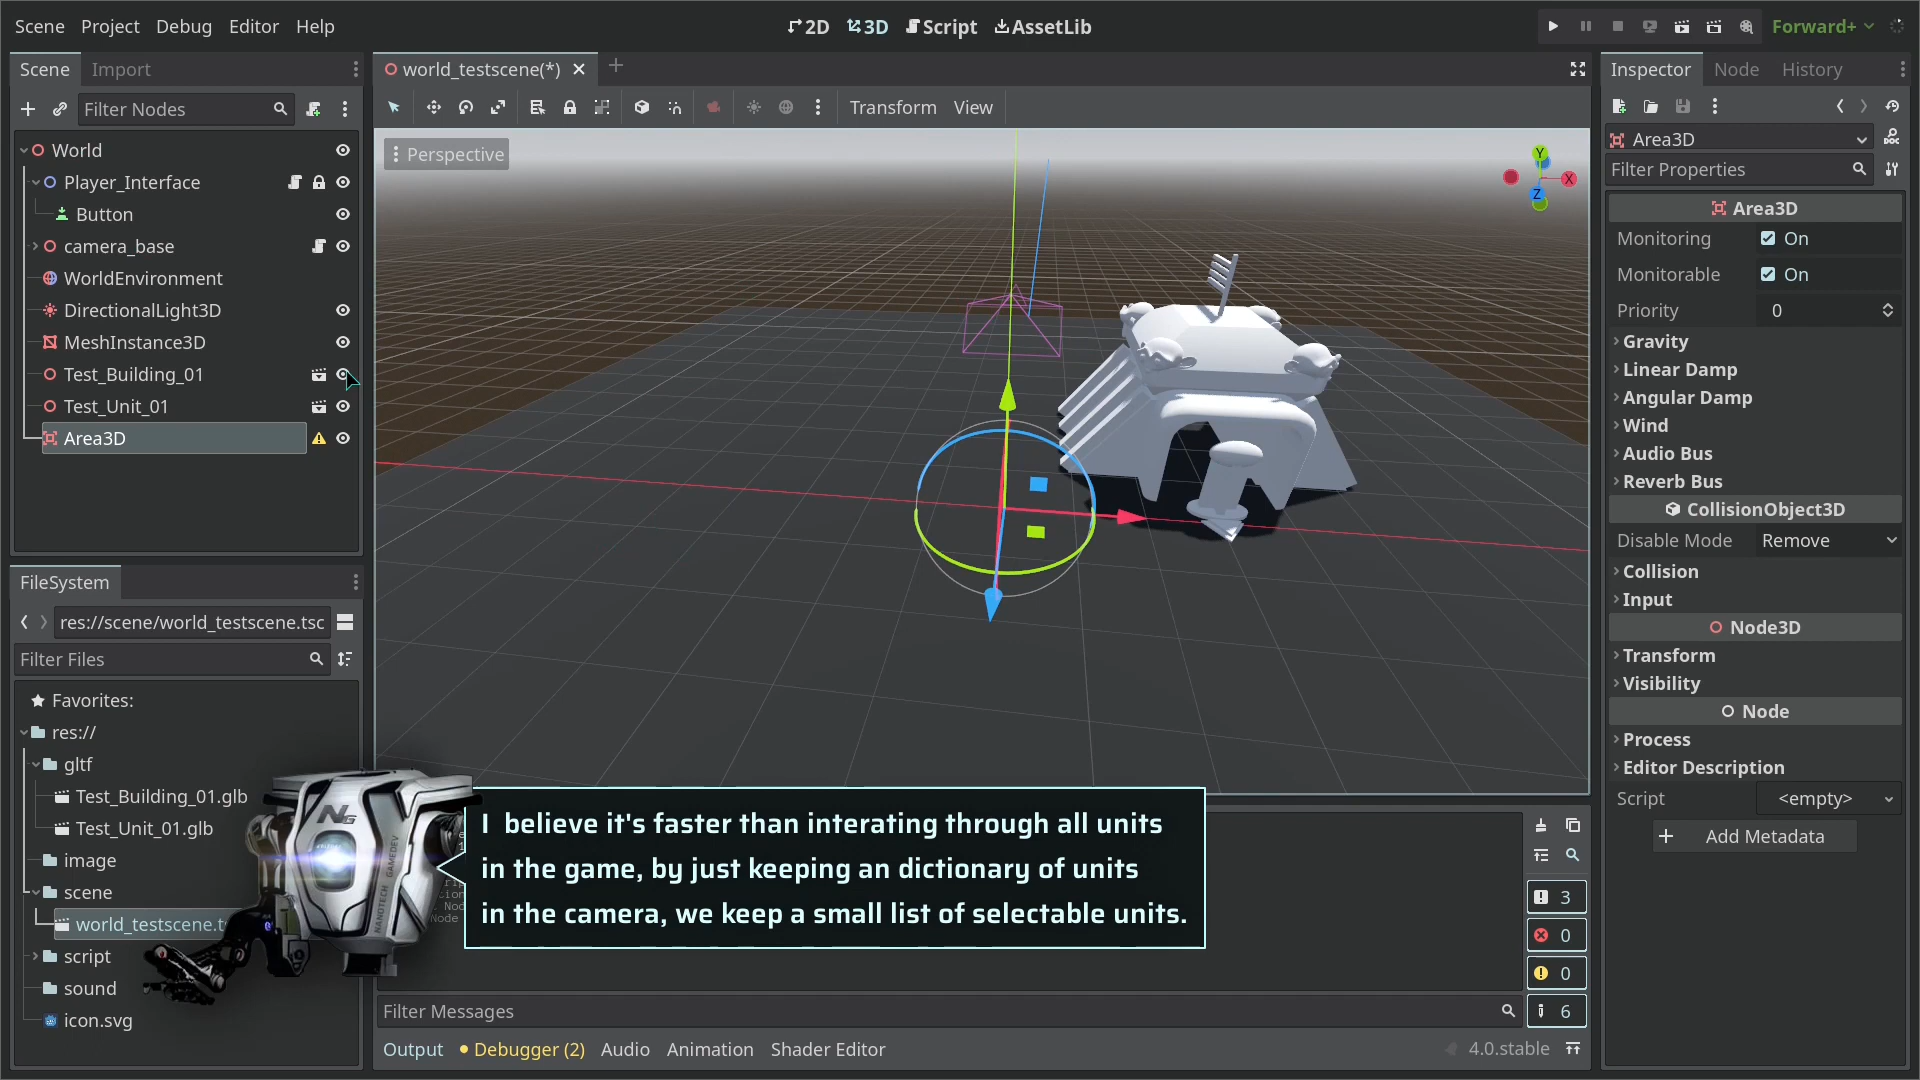 Scene Project Debug Editor Help
2D 3D Script AssetLib
Forward+
Scene Import
world_testscene(*)
Inspector Node History
Filter Nodes
Transform View
World
Player_Interface
Button
camera_base
WorldEnvironment
DirectionalLight3D
MeshInstance3D
Test_Building_01
Test_Unit_01
Area3D
Perspective
Y
X
Z
Area3D
Filter Properties
Area3D
Monitoring On
Monitorable On
Priority 0
Gravity
Linear Damp
Angular Damp
Wind
Audio Bus
Reverb Bus
CollisionObject3D
Disable Mode Remove
Collision
Input
Node3D
Transform
Visibility
Node
Process
Editor Description
Script <empty>
Add Metadata
FileSystem
res://scene/world_testscene.tsc
Filter Files
Favorites:
res://
gltf
Test_Building_01.glb
Test_Unit_01.glb
image
scene
world_testscene.t
script
sound
icon.svg
NG
NANOTECH GAMEDEV
I believe it's faster than interating through all units
in the game, by just keeping an dictionary of units
in the camera, we keep a small list of selectable units.
3
0
0
6
Filter Messages
Output Debugger (2) Audio Animation Shader Editor
4.0.stable